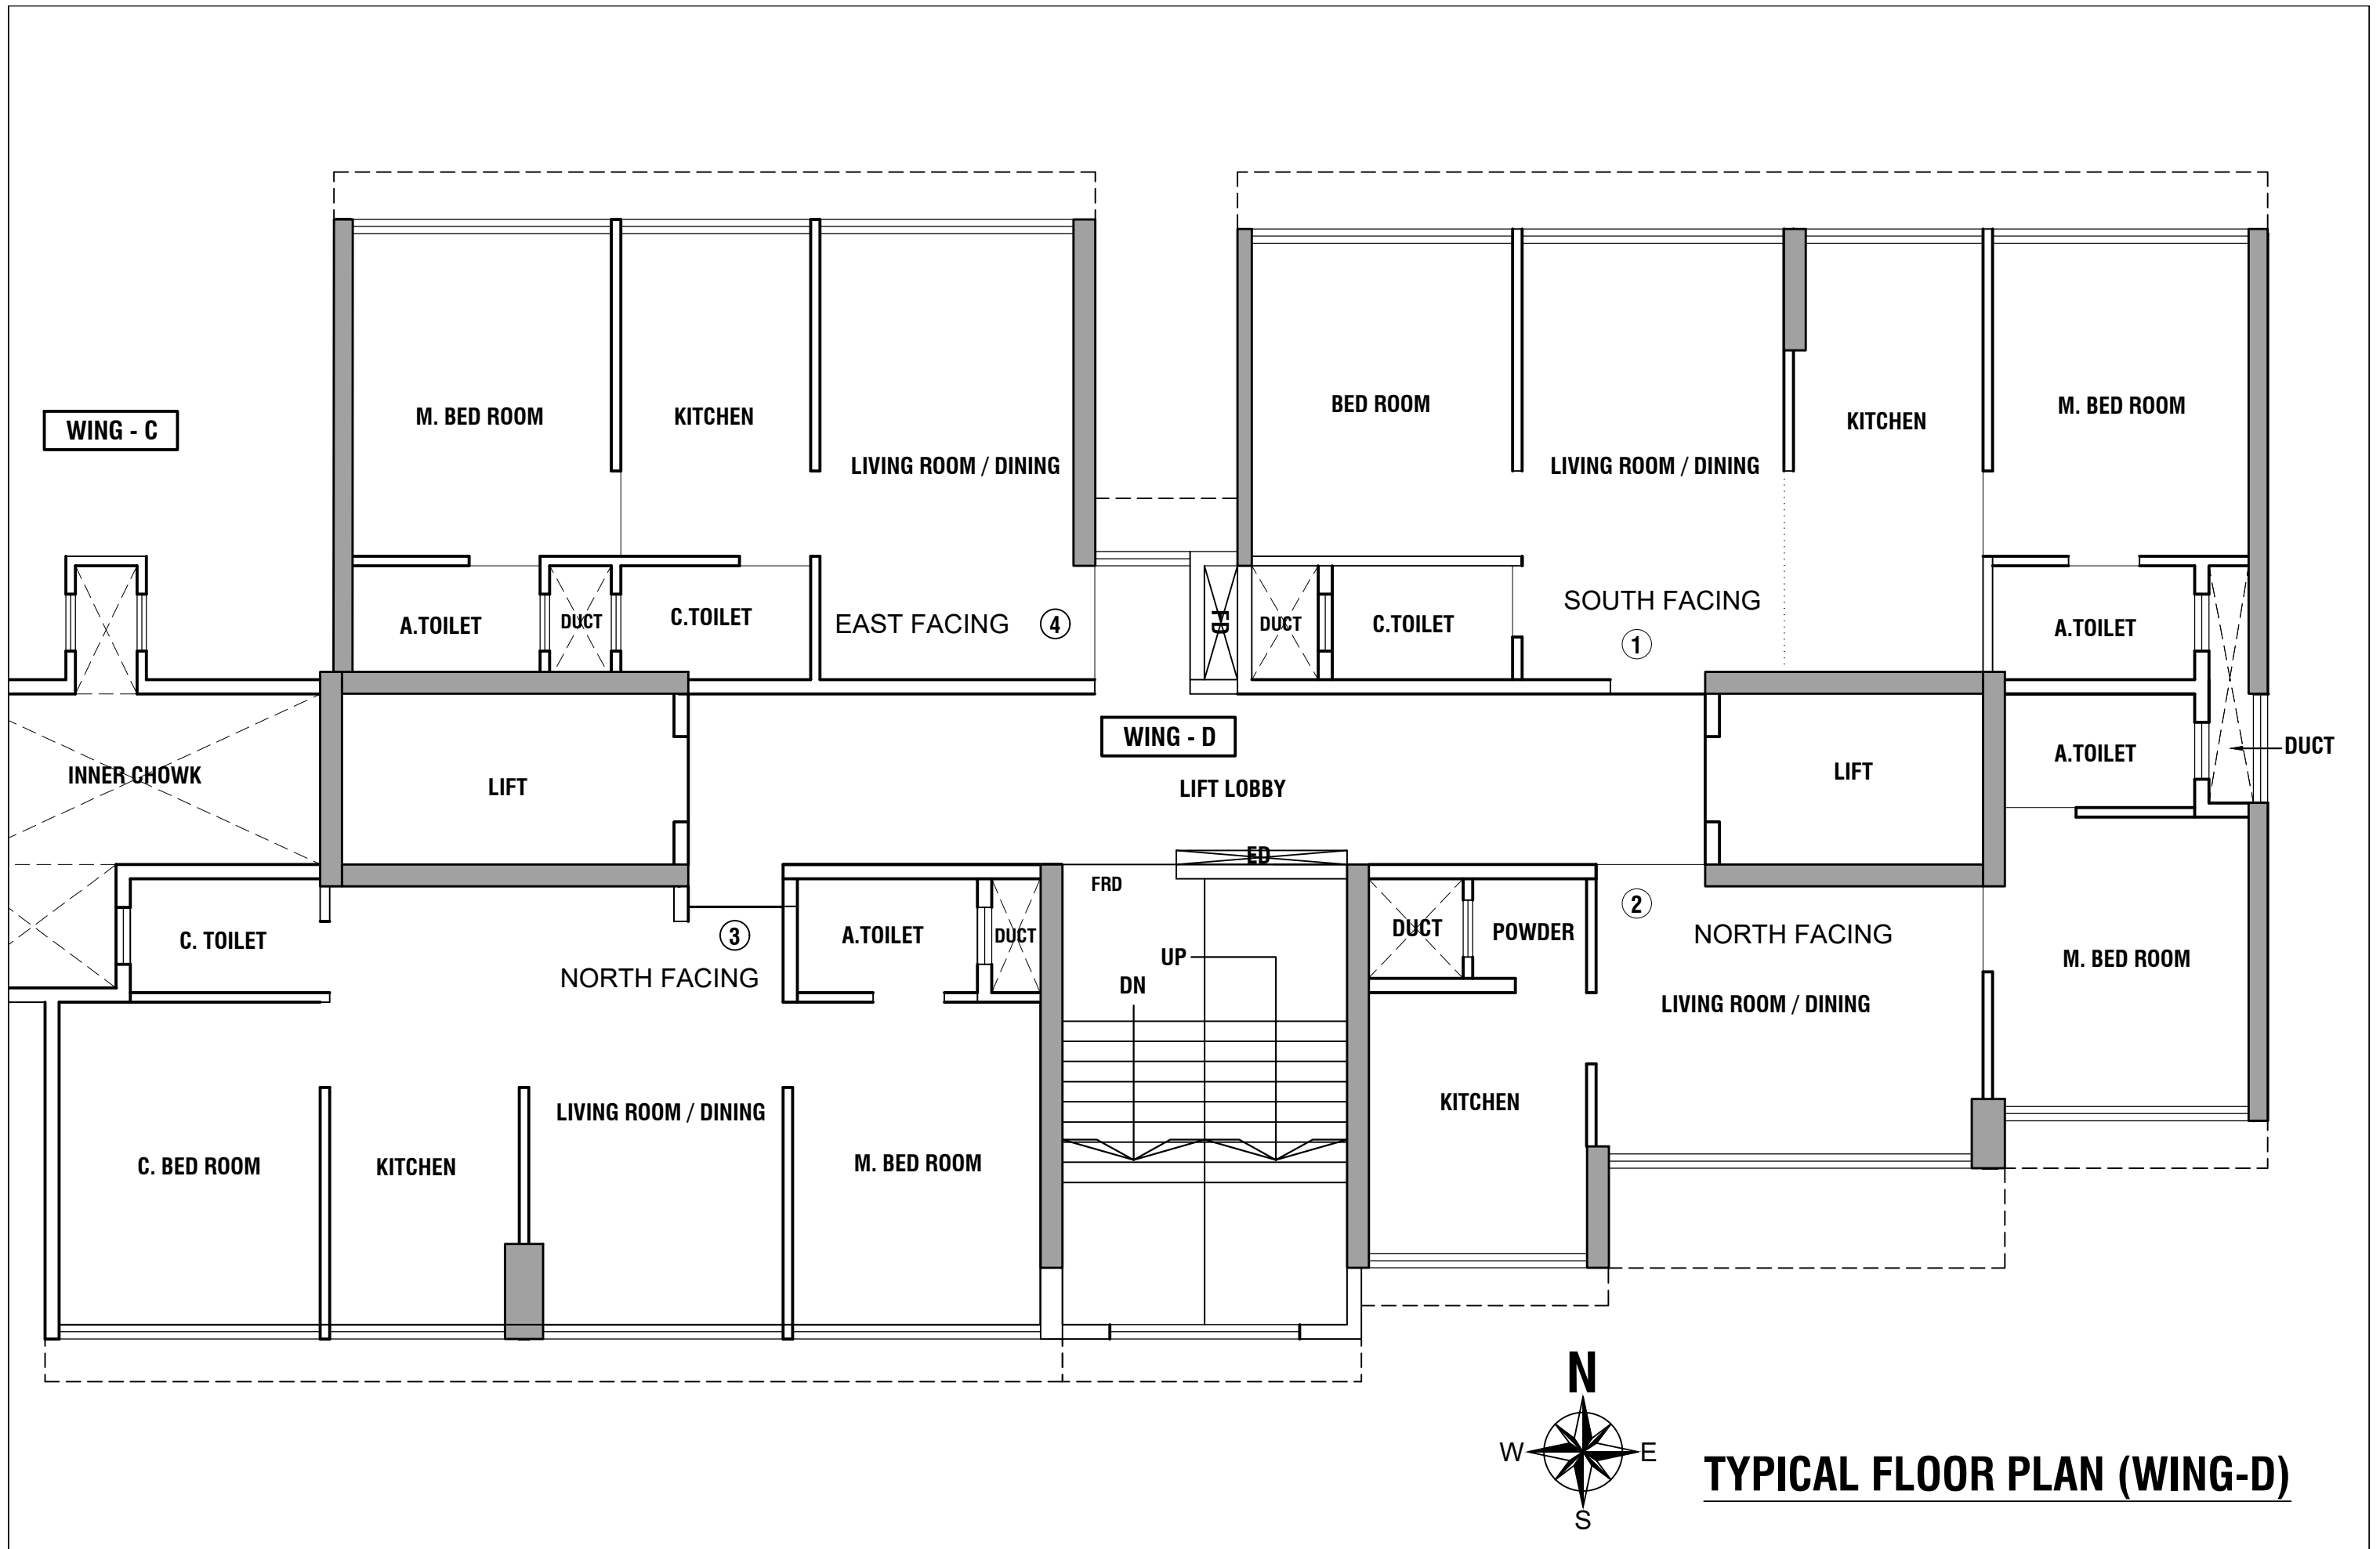 BED ROOM
M. BED ROOM
KITCHEN
KITCHEN
M. BED ROOM
WING - C
LIVING ROOM / DINING
LIVING ROOM / DINING
SOUTH FACING
A.TOILET
DUCT
C.TOILET
EAST FACING
4
ED
DUCT
C.TOILET
1
A.TOILET
WING - D
DUCT
INNER CHOWK
LIFT
LIFT LOBBY
LIFT
A.TOILET
ED
FRD
2
C. TOILET
3
A.TOILET
DUCT
DUCT
POWDER
NORTH FACING
NORTH FACING
UP
M. BED ROOM
DN
LIVING ROOM / DINING
LIVING ROOM / DINING
KITCHEN
C. BED ROOM
KITCHEN
M. BED ROOM
N
W
E
S
TYPICAL FLOOR PLAN (WING-D)